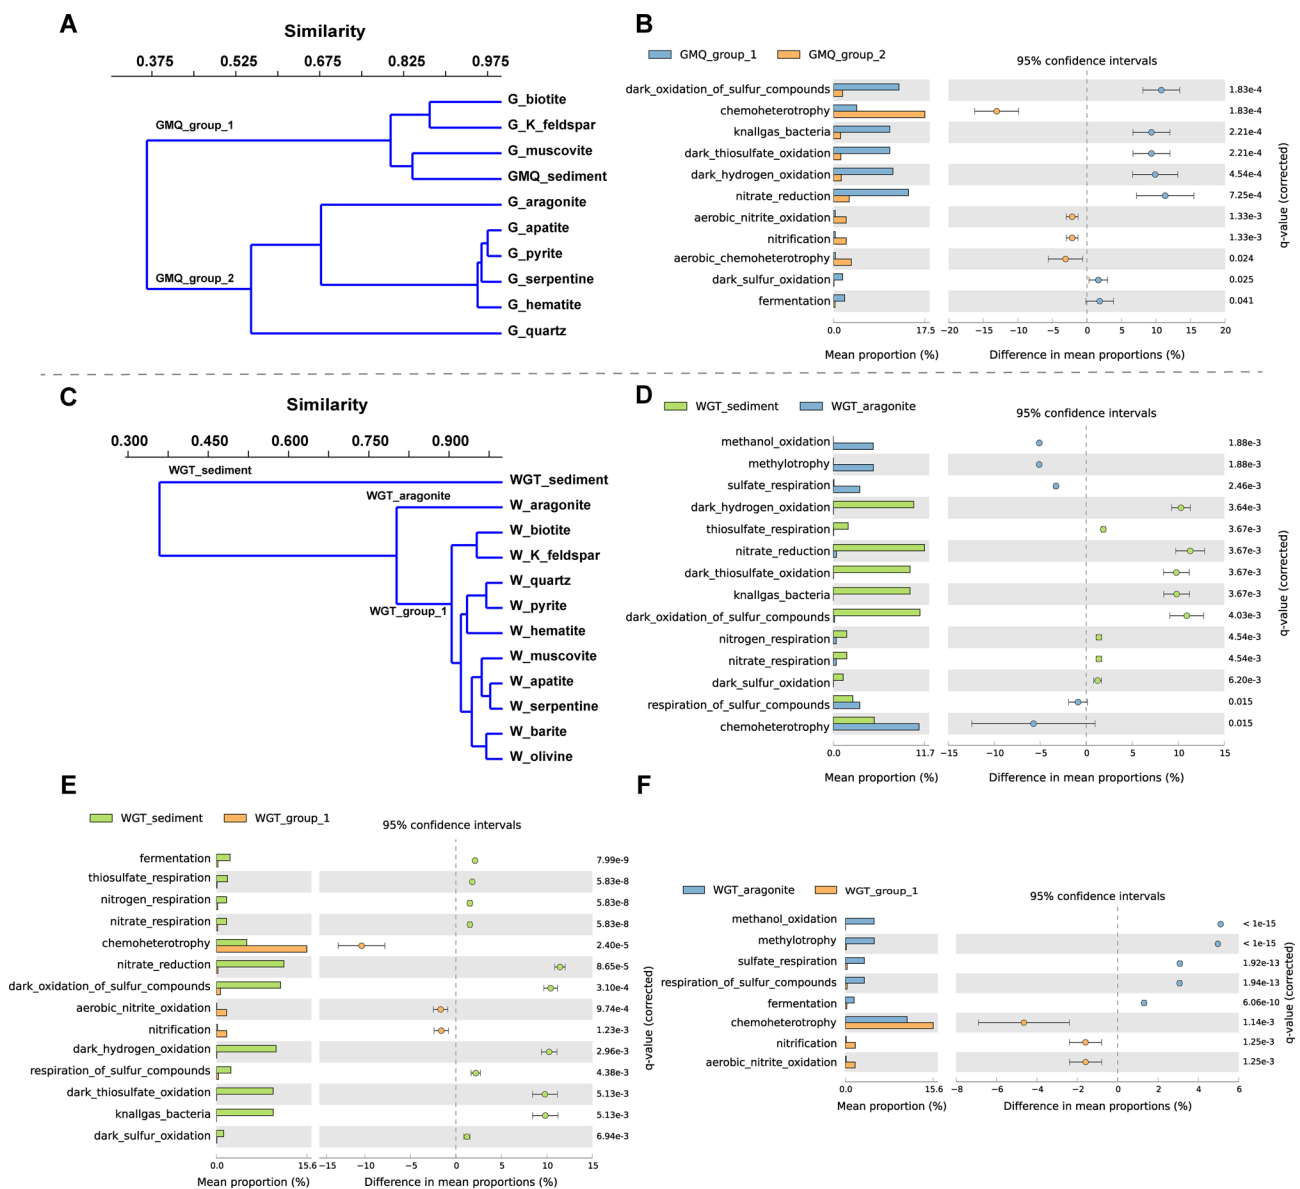 A
Similarity
0.375 0.525 0.675 0.825 0.975
G_biotite
GMQ_group_1
G_K_feldspar
G_muscovite
GMQ_sediment
G_aragonite
G_apatite
G_pyrite
GMQ_group_2
G_serpentine
G_hematite
G_quartz
B
GMQ_group_1 GMQ_group_2
95% confidence intervals
dark_oxidation_of_sulfur_compounds 1.83e-4
chemoheterotrophy 1.83e-4
knallgas_bacteria 2.21e-4
dark_thiosulfate_oxidation 2.21e-4
dark_hydrogen_oxidation 4.54e-4
nitrate_reduction 7.25e-4
aerobic_nitrite_oxidation 1.33e-3
nitrification 1.33e-3
aerobic_chemoheterotrophy 0.024
dark_sulfur_oxidation 0.025
fermentation 0.041
q-value (corrected)
0.0 17.5 −20 −15 −10 −5 0 5 10 15 20
Mean proportion (%) Difference in mean proportions (%)
C
Similarity
0.300 0.450 0.600 0.750 0.900
WGT_sediment
WGT_sediment
WGT_aragonite
W_aragonite
W_biotite
W_K_feldspar
W_quartz
W_pyrite
WGT_group_1
W_hematite
W_muscovite
W_apatite
W_serpentine
W_barite
W_olivine
D
WGT_sediment WGT_aragonite
95% confidence intervals
methanol_oxidation 1.88e-3
methylotrophy 1.88e-3
sulfate_respiration 2.46e-3
dark_hydrogen_oxidation 3.64e-3
thiosulfate_respiration 3.67e-3
nitrate_reduction 3.67e-3
dark_thiosulfate_oxidation 3.67e-3
knallgas_bacteria 3.67e-3
dark_oxidation_of_sulfur_compounds 4.03e-3
nitrogen_respiration 4.54e-3
nitrate_respiration 4.54e-3
dark_sulfur_oxidation 6.20e-3
respiration_of_sulfur_compounds 0.015
chemoheterotrophy 0.015
q-value (corrected)
0.0 11.7 −15 −10 −5 0 5 10 15
Mean proportion (%) Difference in mean proportions (%)
E
WGT_sediment WGT_group_1
95% confidence intervals
fermentation 7.99e-9
thiosulfate_respiration 5.83e-8
nitrogen_respiration 5.83e-8
nitrate_respiration 5.83e-8
chemoheterotrophy 2.40e-5
nitrate_reduction 8.65e-5
dark_oxidation_of_sulfur_compounds 3.10e-4
aerobic_nitrite_oxidation 9.74e-4
nitrification 1.23e-3
dark_hydrogen_oxidation 2.96e-3
respiration_of_sulfur_compounds 4.38e-3
dark_thiosulfate_oxidation 5.13e-3
knallgas_bacteria 5.13e-3
dark_sulfur_oxidation 6.94e-3
q-value (corrected)
0.0 15.6 −15 −10 −5 0 5 10 15
Mean proportion (%) Difference in mean proportions (%)
F
WGT_aragonite WGT_group_1
95% confidence intervals
methanol_oxidation < 1e-15
methylotrophy < 1e-15
sulfate_respiration 1.92e-13
respiration_of_sulfur_compounds 1.94e-13
fermentation 6.06e-10
chemoheterotrophy 1.14e-3
nitrification 1.25e-3
aerobic_nitrite_oxidation 1.25e-3
q-value (corrected)
0.0 15.6 −8 −6 −4 −2 0 2 4 6
Mean proportion (%) Difference in mean proportions (%)